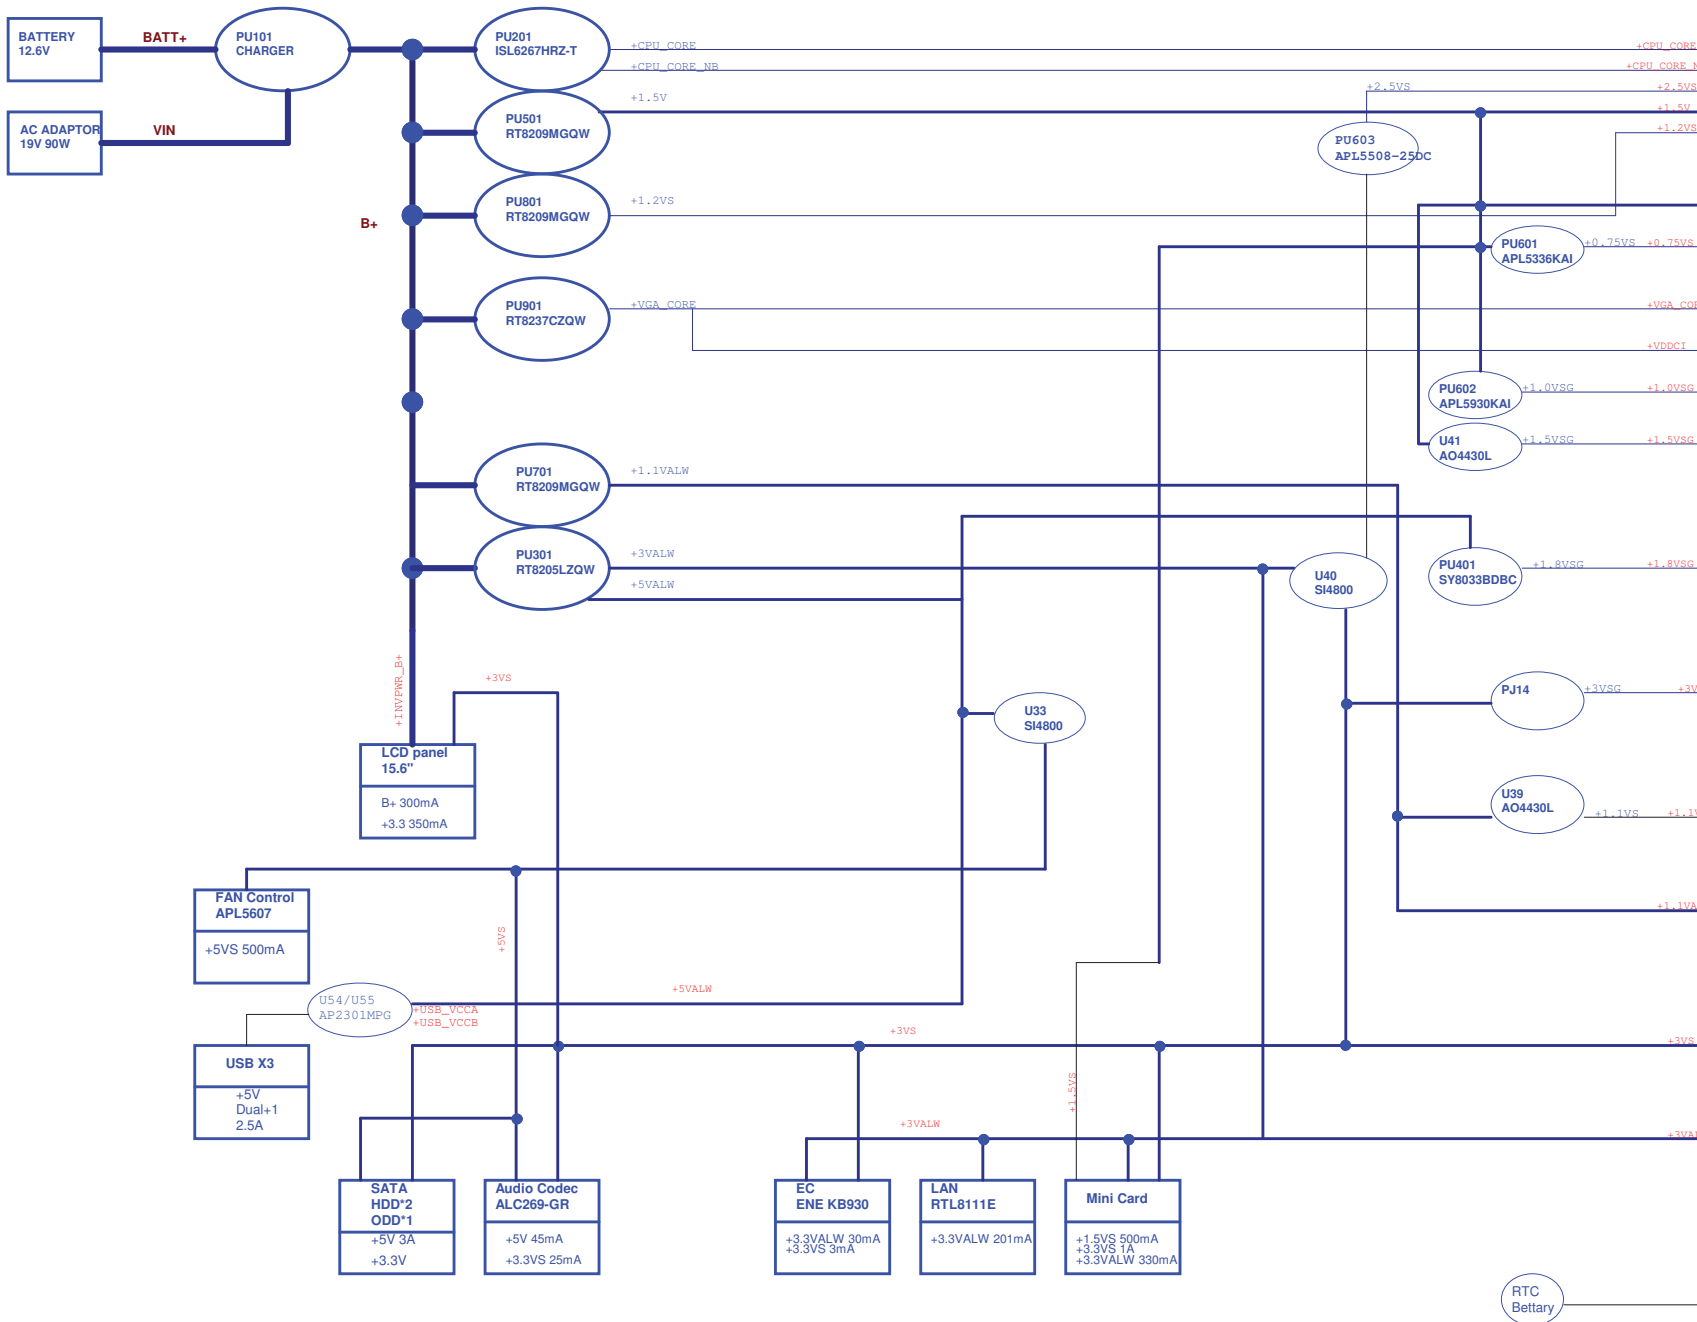 BATTERY
12.6V
BATT+
PU101
CHARGER
AC ADAPTOR
19V 90W
VIN
B+
PU201
ISL6267HRZ-T
+CPU_CORE
+CPU_CORE
+CPU_CORE_NB
+CPU_CORE_N
+2.5VS
+2.5VS
PU501
RT8209MGQW
+1.5V
+1.5V
PU603
APL5508-25DC
+1.2VS
PU801
RT8209MGQW
+1.2VS
PU601
APL5336KAI
+0.75VS
+0.75VS
PU901
RT8237CZQW
+VGA_CORE
+VGA_COR
+VDDCI
PU602
APL5930KAI
+1.0VSG
+1.0VSG
U41
AO4430L
+1.5VSG
+1.5VSG
PU701
RT8209MGQW
+1.1VALW
PU301
RT8205LZQW
+3VALW
+5VALW
U40
SI4800
PU401
SY8033BDBC
+1.8VSG
+1.8VSG
+INVPWR_B+
+3VS
U33
SI4800
PJ14
+3VSG
+3V
LCD panel
15.6"
B+ 300mA
+3.3 350mA
U39
AO4430L
+1.1VS
+1.1V
FAN Control
APL5607
+5VS 500mA
+5VS
+1.1VA
U54/U55
AP2301MPG
+USB_VCCA
+USB_VCCB
+5VALW
+3VS
+3VS
USB X3
+5V
Dual+1
2.5A
+1.5VS
+3VALW
+3VAL
SATA
HDD*2
ODD*1
+5V 3A
+3.3V
Audio Codec
ALC269-GR
+5V 45mA
+3.3VS 25mA
EC
ENE KB930
+3.3VALW 30mA
+3.3VS 3mA
LAN
RTL8111E
+3.3VALW 201mA
Mini Card
+1.5VS 500mA
+3.3VS 1A
+3.3VALW 330mA
RTC
Bettary